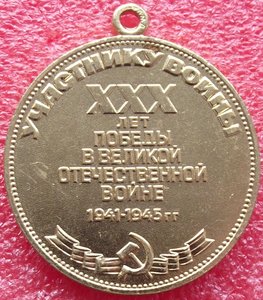 УЧАСТНИКУ ВОЙНЫ
XXX
ЛЕТ
ПОБЕДЫ
В ВЕЛИКОЙ
ОТЕЧЕСТВЕННОЙ
ВОЙНЕ
1941-1945 гг